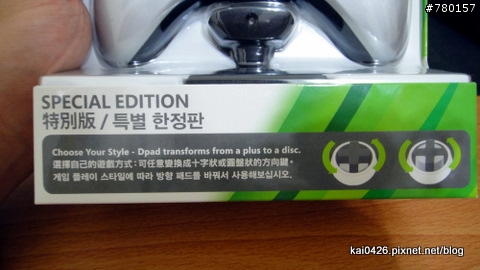 #780157
SPECIAL EDITION
特別版 / 특별 한정판
Choose Your Style - Dpad transforms from a plus to a disc.
選擇自己的遊戲方式：可任意變換成十字狀或圓盤狀的方向鍵。
게임 플레이 스타일에 따라 방향 패드를 바꿔서 사용해보십시오.
kai0426.pixnet.net/blog